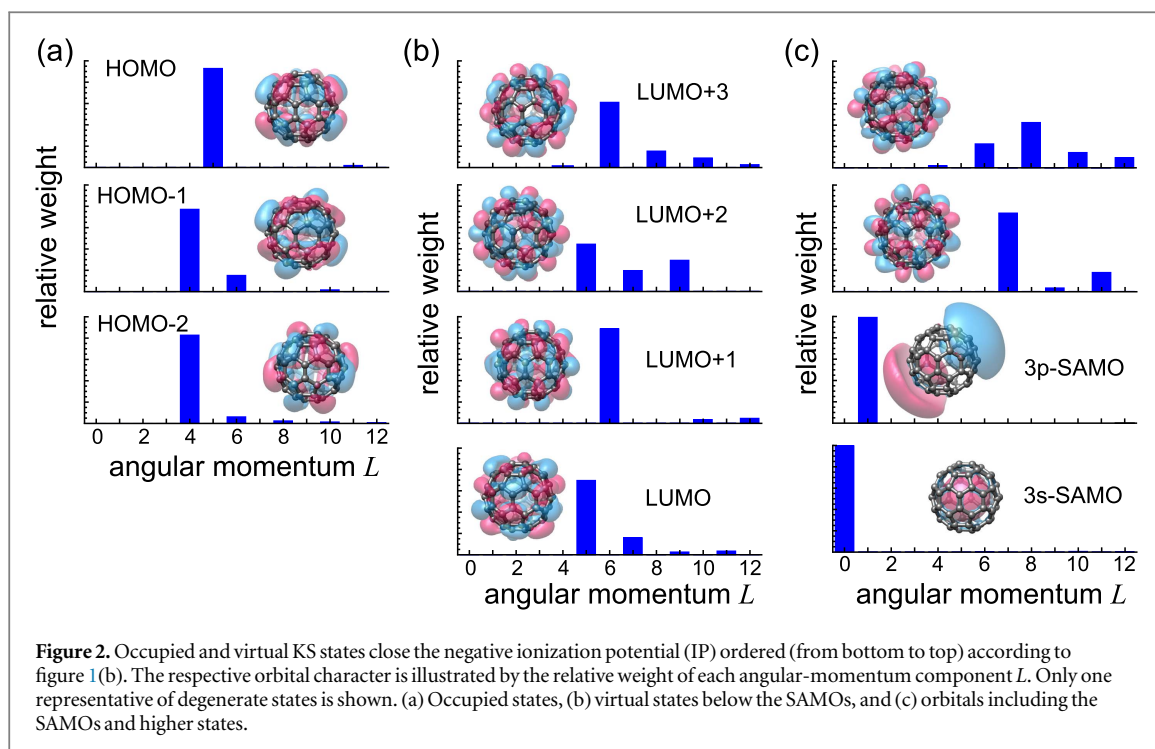 (a)
HOMO
HOMO-1
HOMO-2
relative weight
0 2 4 6 8 10 12
angular momentum L
(b)
LUMO+3
LUMO+2
LUMO+1
LUMO
relative weight
0 2 4 6 8 10 12
angular momentum L
(c)
3p-SAMO
3s-SAMO
0 2 4 6 8 10 12
angular momentum L
Figure 2. Occupied and virtual KS states close the negative ionization potential (IP) ordered (from bottom to top) according to
figure 1(b). The respective orbital character is illustrated by the relative weight of each angular-momentum component L. Only one
representative of degenerate states is shown. (a) Occupied states, (b) virtual states below the SAMOs, and (c) orbitals including the
SAMOs and higher states.